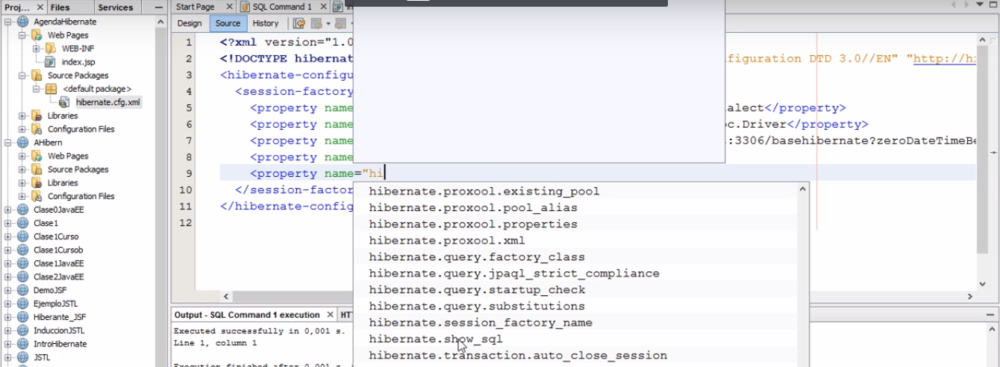 Proj... × Files Services
AgendaHibernate
Web Pages
WEB-INF
index.jsp
Source Packages
<default package>
hibernate.cfg.xml
Libraries
Configuration Files
AHibern
Web Pages
Source Packages
Libraries
Configuration Files
Clase0JavaEE
Clase1
Clase1Curso
Clase1Cursob
Clase1JavaEE
Clase2JavaEE
DemoJSF
EjemploJSTL
Hiberante_JSF
InduccionJSTL
IntroHibernate
JSTL
Start Page × SQL Command 1 ×
Design Source History
1 <?xml version="1.0
2 <!DOCTYPE hibernat figuration DTD 3.0//EN" "http://hi
3 <hibernate-configu
4 <session-factory
5 <property name alect</property>
6 <property name c.Driver</property>
7 <property name :3306/basehibernate?zeroDateTimeBe
8 <property name
9 <property name="hi
10 </session-factor
11 </hibernate-config
12
hibernate.proxool.existing_pool
hibernate.proxool.pool_alias
hibernate.proxool.properties
hibernate.proxool.xml
hibernate.query.factory_class
hibernate.query.jpaql_strict_compliance
hibernate.query.startup_check
hibernate.query.substitutions
hibernate.session_factory_name
hibernate.show_sql
hibernate.transaction.auto_close_session
Output - SQL Command 1 execution × HT
Executed successfully in 0,001 s.
Line 1, column 1
Execution finished after 0,001 s.